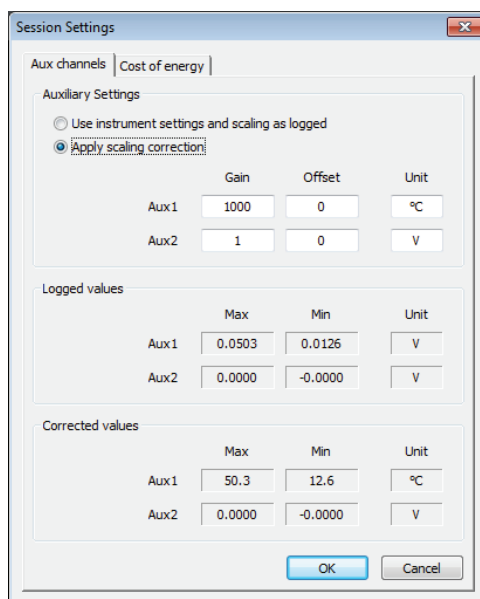 Session Settings
Aux channels Cost of energy
Auxiliary Settings
Use instrument settings and scaling as logged
Apply scaling correction
Gain Offset Unit
Aux1 1000 0 °C
Aux2 1 0 V
Logged values
Max Min Unit
Aux1 0.0503 0.0126 V
Aux2 0.0000 -0.0000 V
Corrected values
Max Min Unit
Aux1 50.3 12.6 °C
Aux2 0.0000 -0.0000 V
OK Cancel